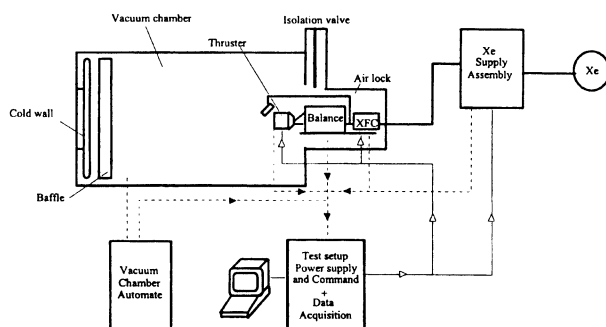 Vacuum chamber
Isolation valve
Thruster
Air lock
Xe
Supply
Assembly
Xe
Balance
XFC
Cold wall
Baffle
Vacuum
Chamber
Automate
Test setup
Power supply
and Command
+
Data
Acquisition